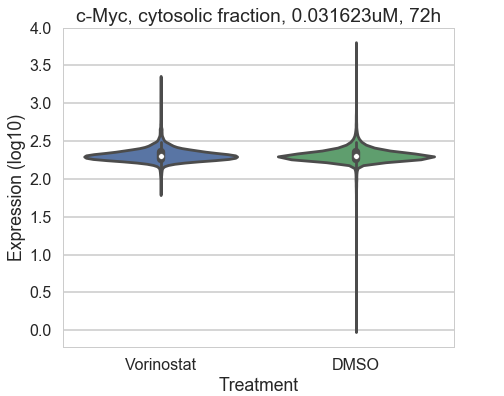 c-Myc, cytosolic fraction, 0.031623uM, 72h
4.0
3.5
3.0
2.5
2.0
1.5
1.0
0.5
0.0
Expression (log10)
Vorinostat DMSO
Treatment